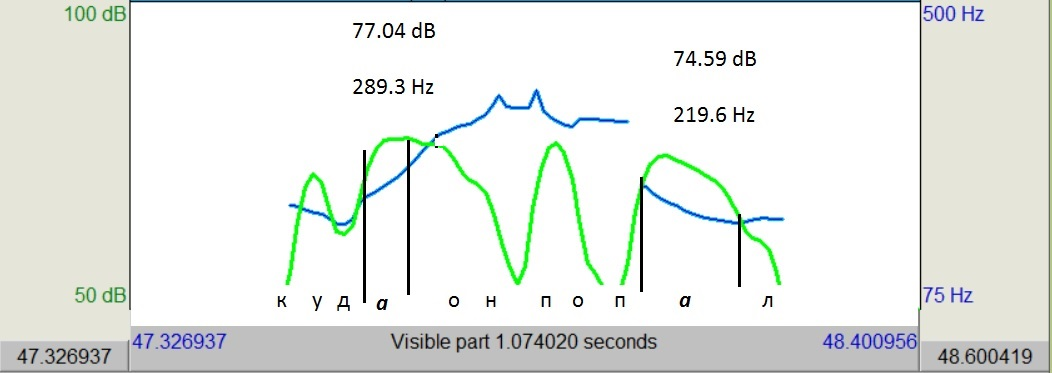 100 dB
77.04 dB
500 Hz
74.59 dB
289.3 Hz
219.6 Hz
50 dB
к у д а о н п о п а л
75 Hz
47.326937
Visible part 1.074020 seconds
48.400956
47.326937
48.600419